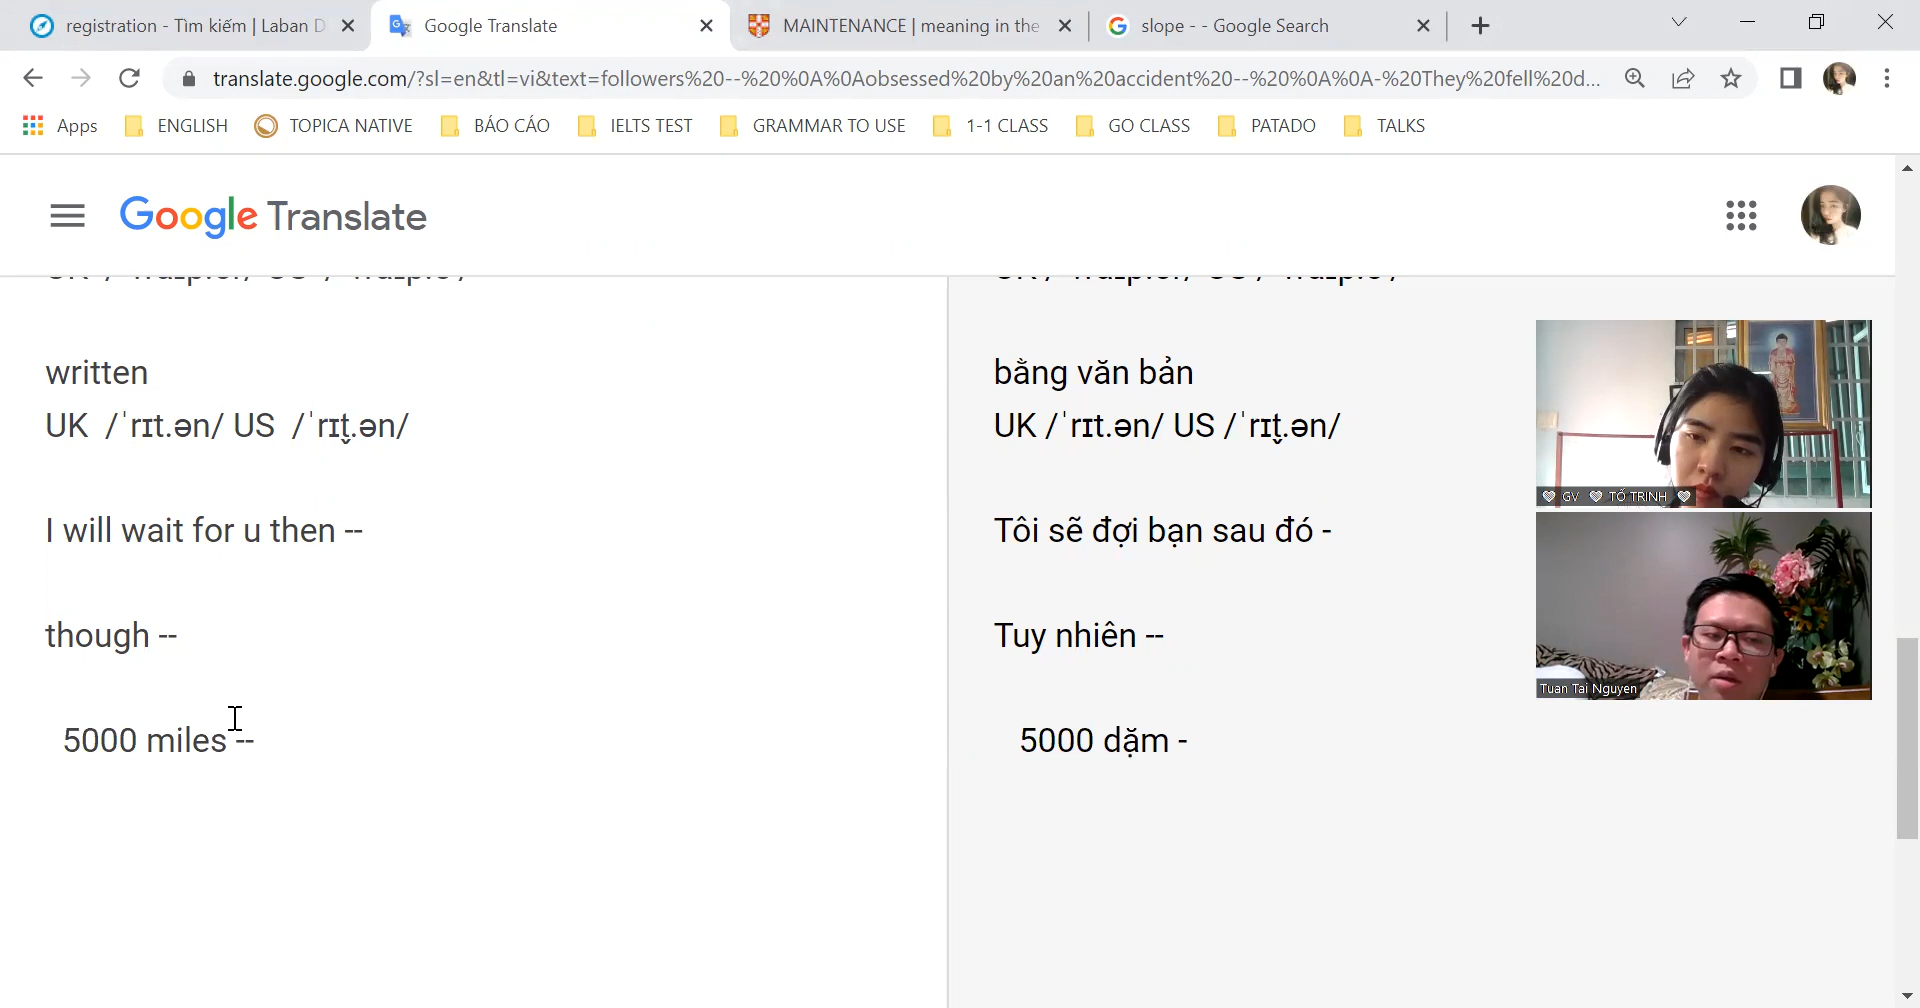 registration - Tìm kiếm | Laban D
Google Translate
MAINTENANCE | meaning in the
slope - - Google Search
translate.google.com/?sl=en&tl=vi&text=followers%20--%20%0A%0Aobsessed%20by%20an%20accident%20--%20%0A%0A-%20They%20fell%20d...
Apps
ENGLISH
TOPICA NATIVE
BÁO CÁO
IELTS TEST
GRAMMAR TO USE
1-1 CLASS
GO CLASS
PATADO
TALKS
Google Translate
written
UK /ˈrɪt.ən/ US /ˈrɪt̬.ən/
I will wait for u then --
though --
5000 miles --
bằng văn bản
UK /ˈrɪt.ən/ US /ˈrɪt̬.ən/
Tôi sẽ đợi bạn sau đó -
Tuy nhiên --
5000 dặm -
GV TỐ TRINH
Tuan Tai Nguyen